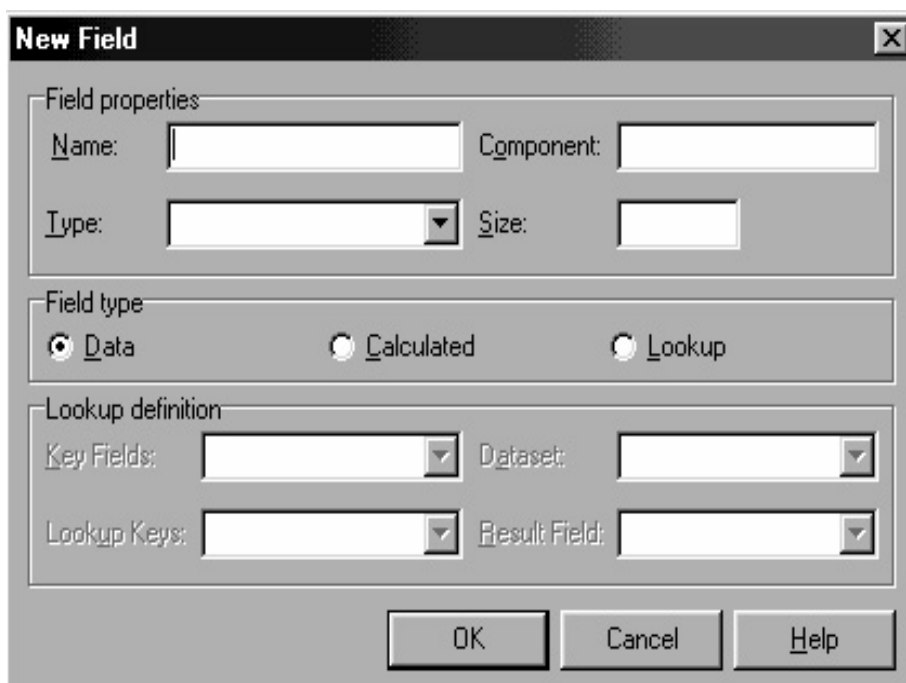 New Field
Field properties
Name: Component:
Type: Size:
Field type
Data Calculated Lookup
Lookup definition
Key Fields: Dataset:
Lookup Keys: Result Field:
OK Cancel Help